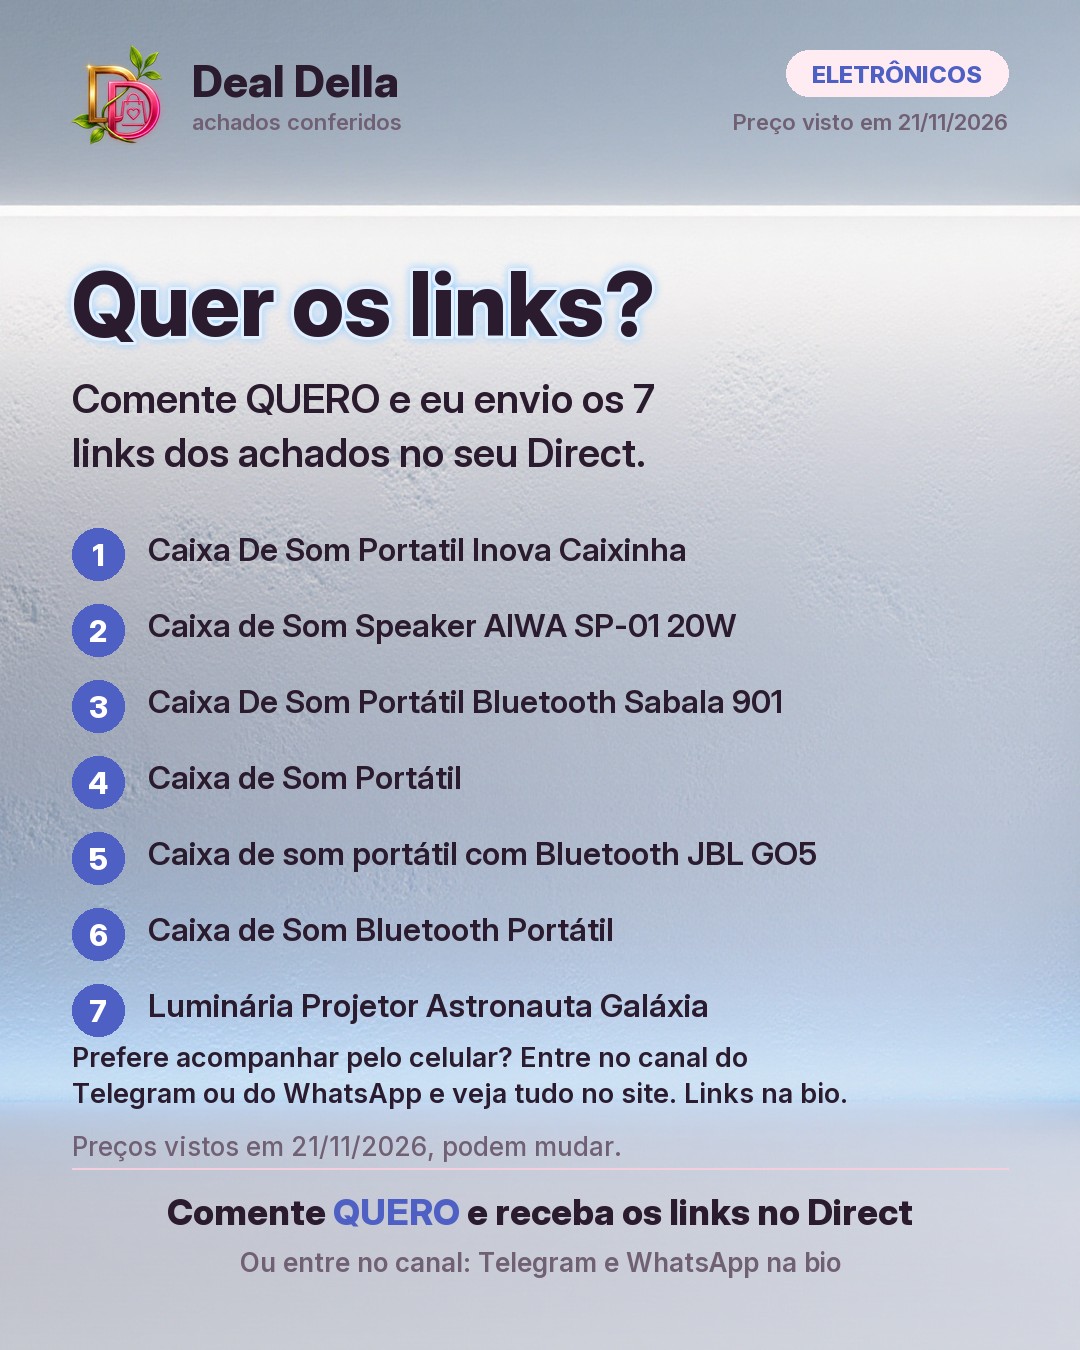 Deal Della
achados conferidos
ELETRÔNICOS
Preço visto em 21/11/2026
Quer os links?
Comente QUERO e eu envio os 7
links dos achados no seu Direct.
1 Caixa De Som Portatil Inova Caixinha
2 Caixa de Som Speaker AIWA SP-01 20W
3 Caixa De Som Portátil Bluetooth Sabala 901
4 Caixa de Som Portátil
5 Caixa de som portátil com Bluetooth JBL GO5
6 Caixa de Som Bluetooth Portátil
7 Luminária Projetor Astronauta Galáxia
Prefere acompanhar pelo celular? Entre no canal do
Telegram ou do WhatsApp e veja tudo no site. Links na bio.
Preços vistos em 21/11/2026, podem mudar.
Comente QUERO e receba os links no Direct
Ou entre no canal: Telegram e WhatsApp na bio